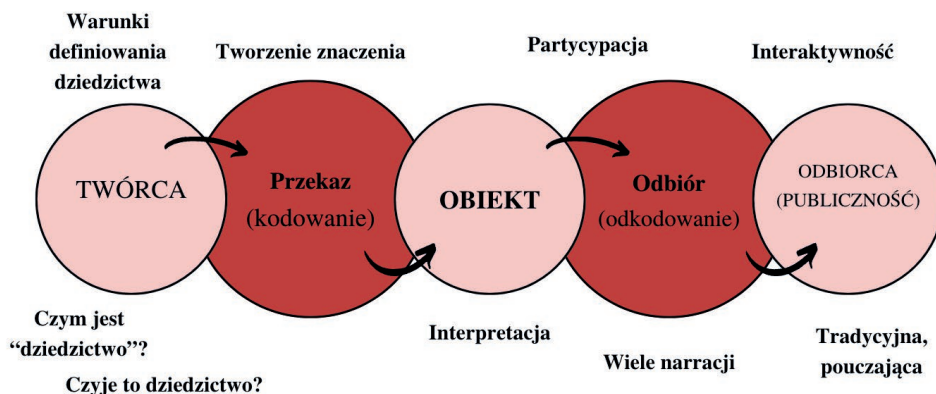 Warunki
definiowania
dziedzictwa
Tworzenie znaczenia
Partycypacja
Interaktywność
TWÓRCA
Przekaz
(kodowanie)
OBIEKT
Odbiór
(odkodowanie)
ODBIORCA
(PUBLICZNOŚĆ)
Czym jest
“dziedzictwo”?
Czyje to dziedzictwo?
Interpretacja
Wiele narracji
Tradycyjna,
pouczająca